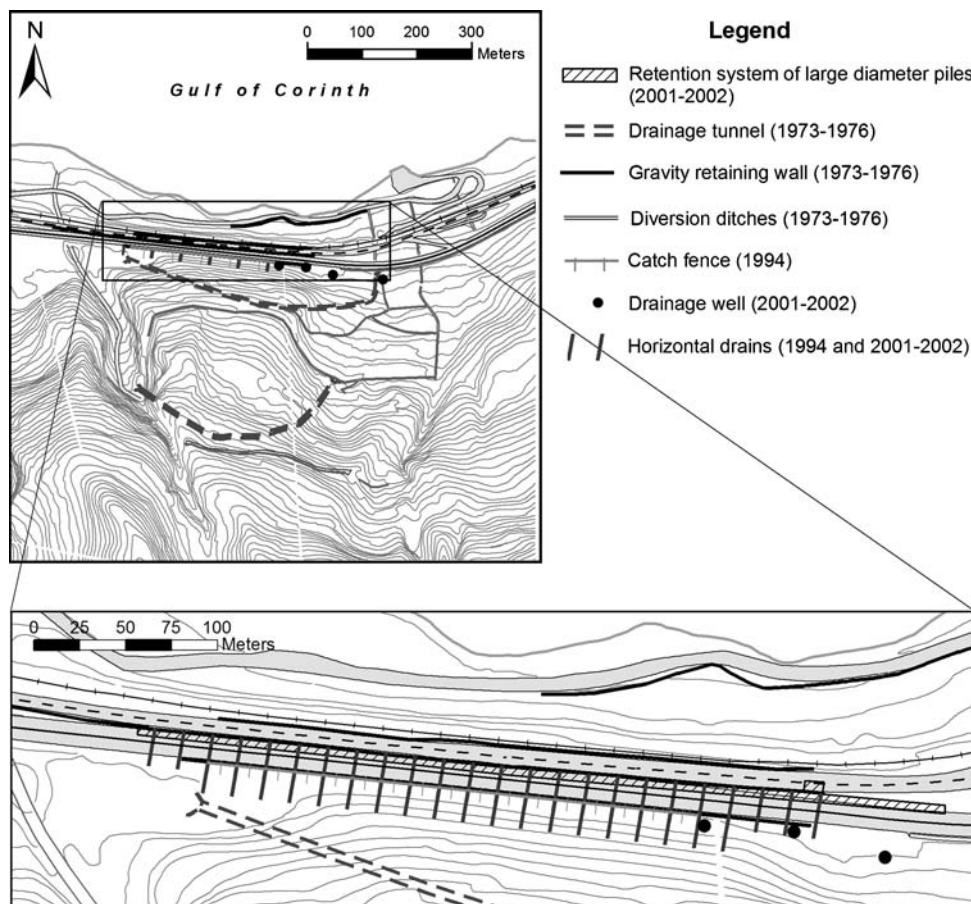 N
0 100 200 300
Meters
Gulf of Corinth
Legend
Retention system of large diameter piles
(2001-2002)
Drainage tunnel (1973-1976)
Gravity retaining wall (1973-1976)
Diversion ditches (1973-1976)
Catch fence (1994)
Drainage well (2001-2002)
Horizontal drains (1994 and 2001-2002)
0 25 50 75 100
Meters